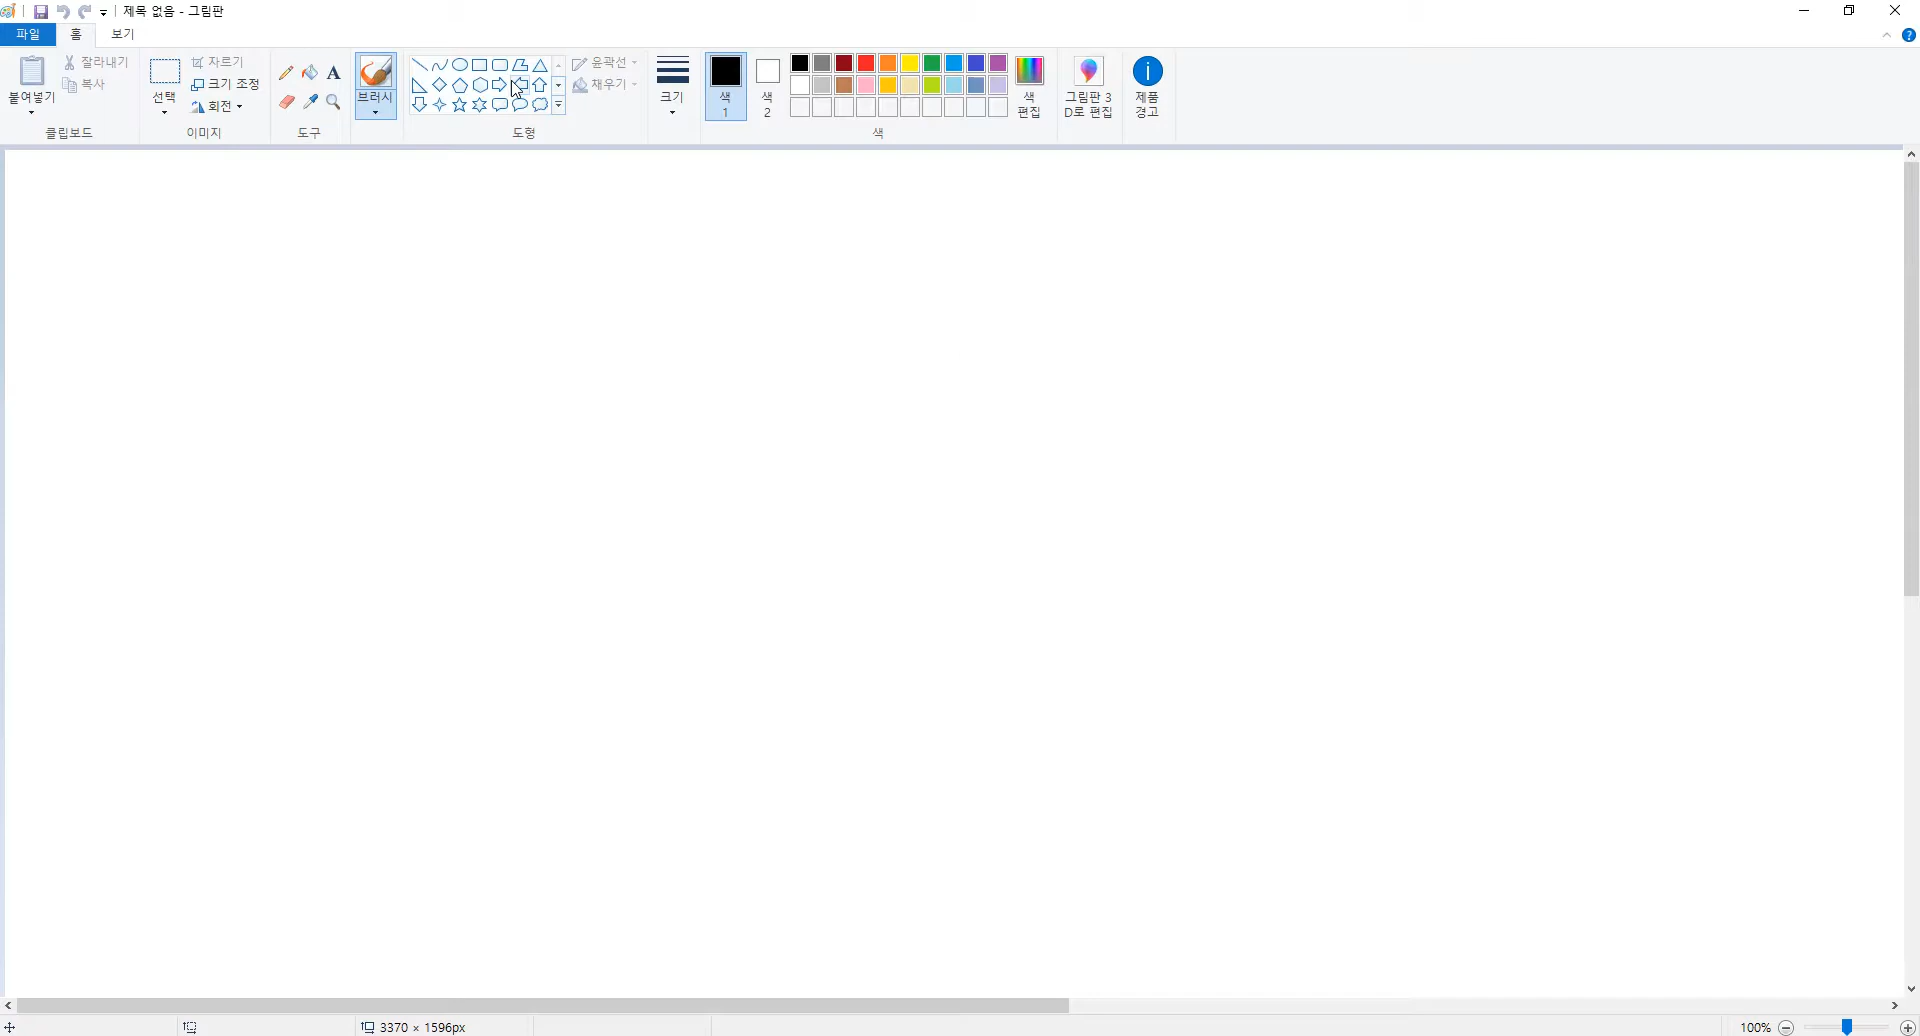 제목 없음 - 그림판
파일 홈 보기
붙여넣기
잘라내기
복사
클립보드
선택
자르기
크기 조정
회전
이미지
A
도구
브러시
윤곽선
채우기
도형
크기
색
1
색
2
색
편집
색
그림판 3
D로 편집
제품
경고
3370 × 1596px
100%